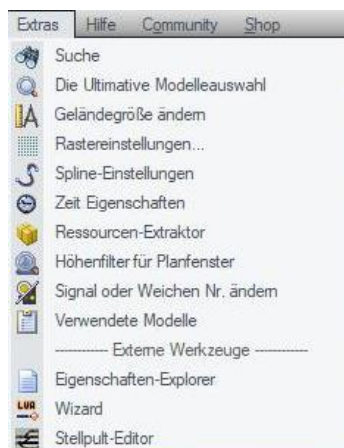 Extras Hilfe Community Shop
Suche
Die Ultimative Modelleauswahl
Geländegröße ändern
Rastereinstellungen...
Spline-Einstellungen
Zeit Eigenschaften
Ressourcen-Extraktor
Höhenfilter für Planfenster
Signal oder Weichen Nr. ändern
Verwendete Modelle
---------- Externe Werkzeuge ----------
Eigenschaften-Explorer
LUA Wizard
Stellpult-Editor